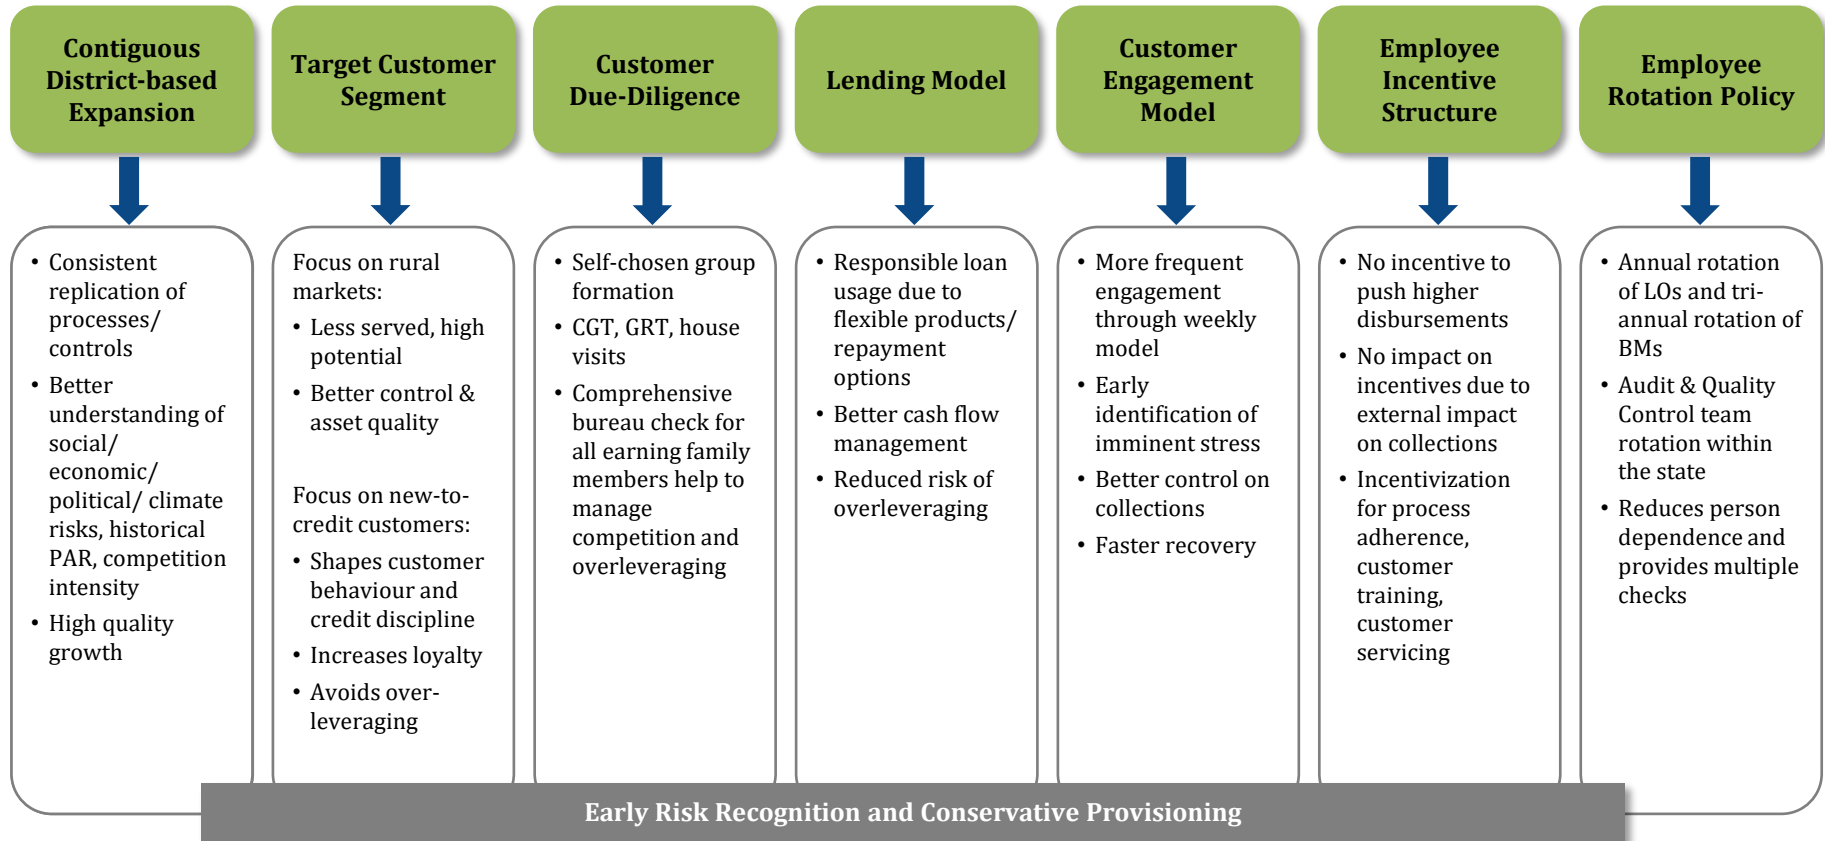 Contiguous
District-based
Expansion
Target Customer
Segment
Customer
Due-Diligence
Lending Model
Customer
Engagement
Model
Employee
Incentive
Structure
Employee
Rotation Policy
• Consistent
replication of
processes/
controls
• Better
understanding of
social/
economic/
political/ climate
risks, historical
PAR, competition
intensity
• High quality
growth
Focus on rural
markets:
• Less served, high
potential
• Better control &
asset quality
Focus on new-to-
credit customers:
• Shapes customer
behaviour and
credit discipline
• Increases loyalty
• Avoids over-
leveraging
• Self-chosen group
formation
• CGT, GRT, house
visits
• Comprehensive
bureau check for
all earning family
members help to
manage
competition and
overleveraging
• Responsible loan
usage due to
flexible products/
repayment
options
• Better cash flow
management
• Reduced risk of
overleveraging
• More frequent
engagement
through weekly
model
• Early
identification of
imminent stress
• Better control on
collections
• Faster recovery
• No incentive to
push higher
disbursements
• No impact on
incentives due to
external impact
on collections
• Incentivization
for process
adherence,
customer
training,
customer
servicing
• Annual rotation
of LOs and tri-
annual rotation of
BMs
• Audit & Quality
Control team
rotation within
the state
• Reduces person
dependence and
provides multiple
checks
Early Risk Recognition and Conservative Provisioning